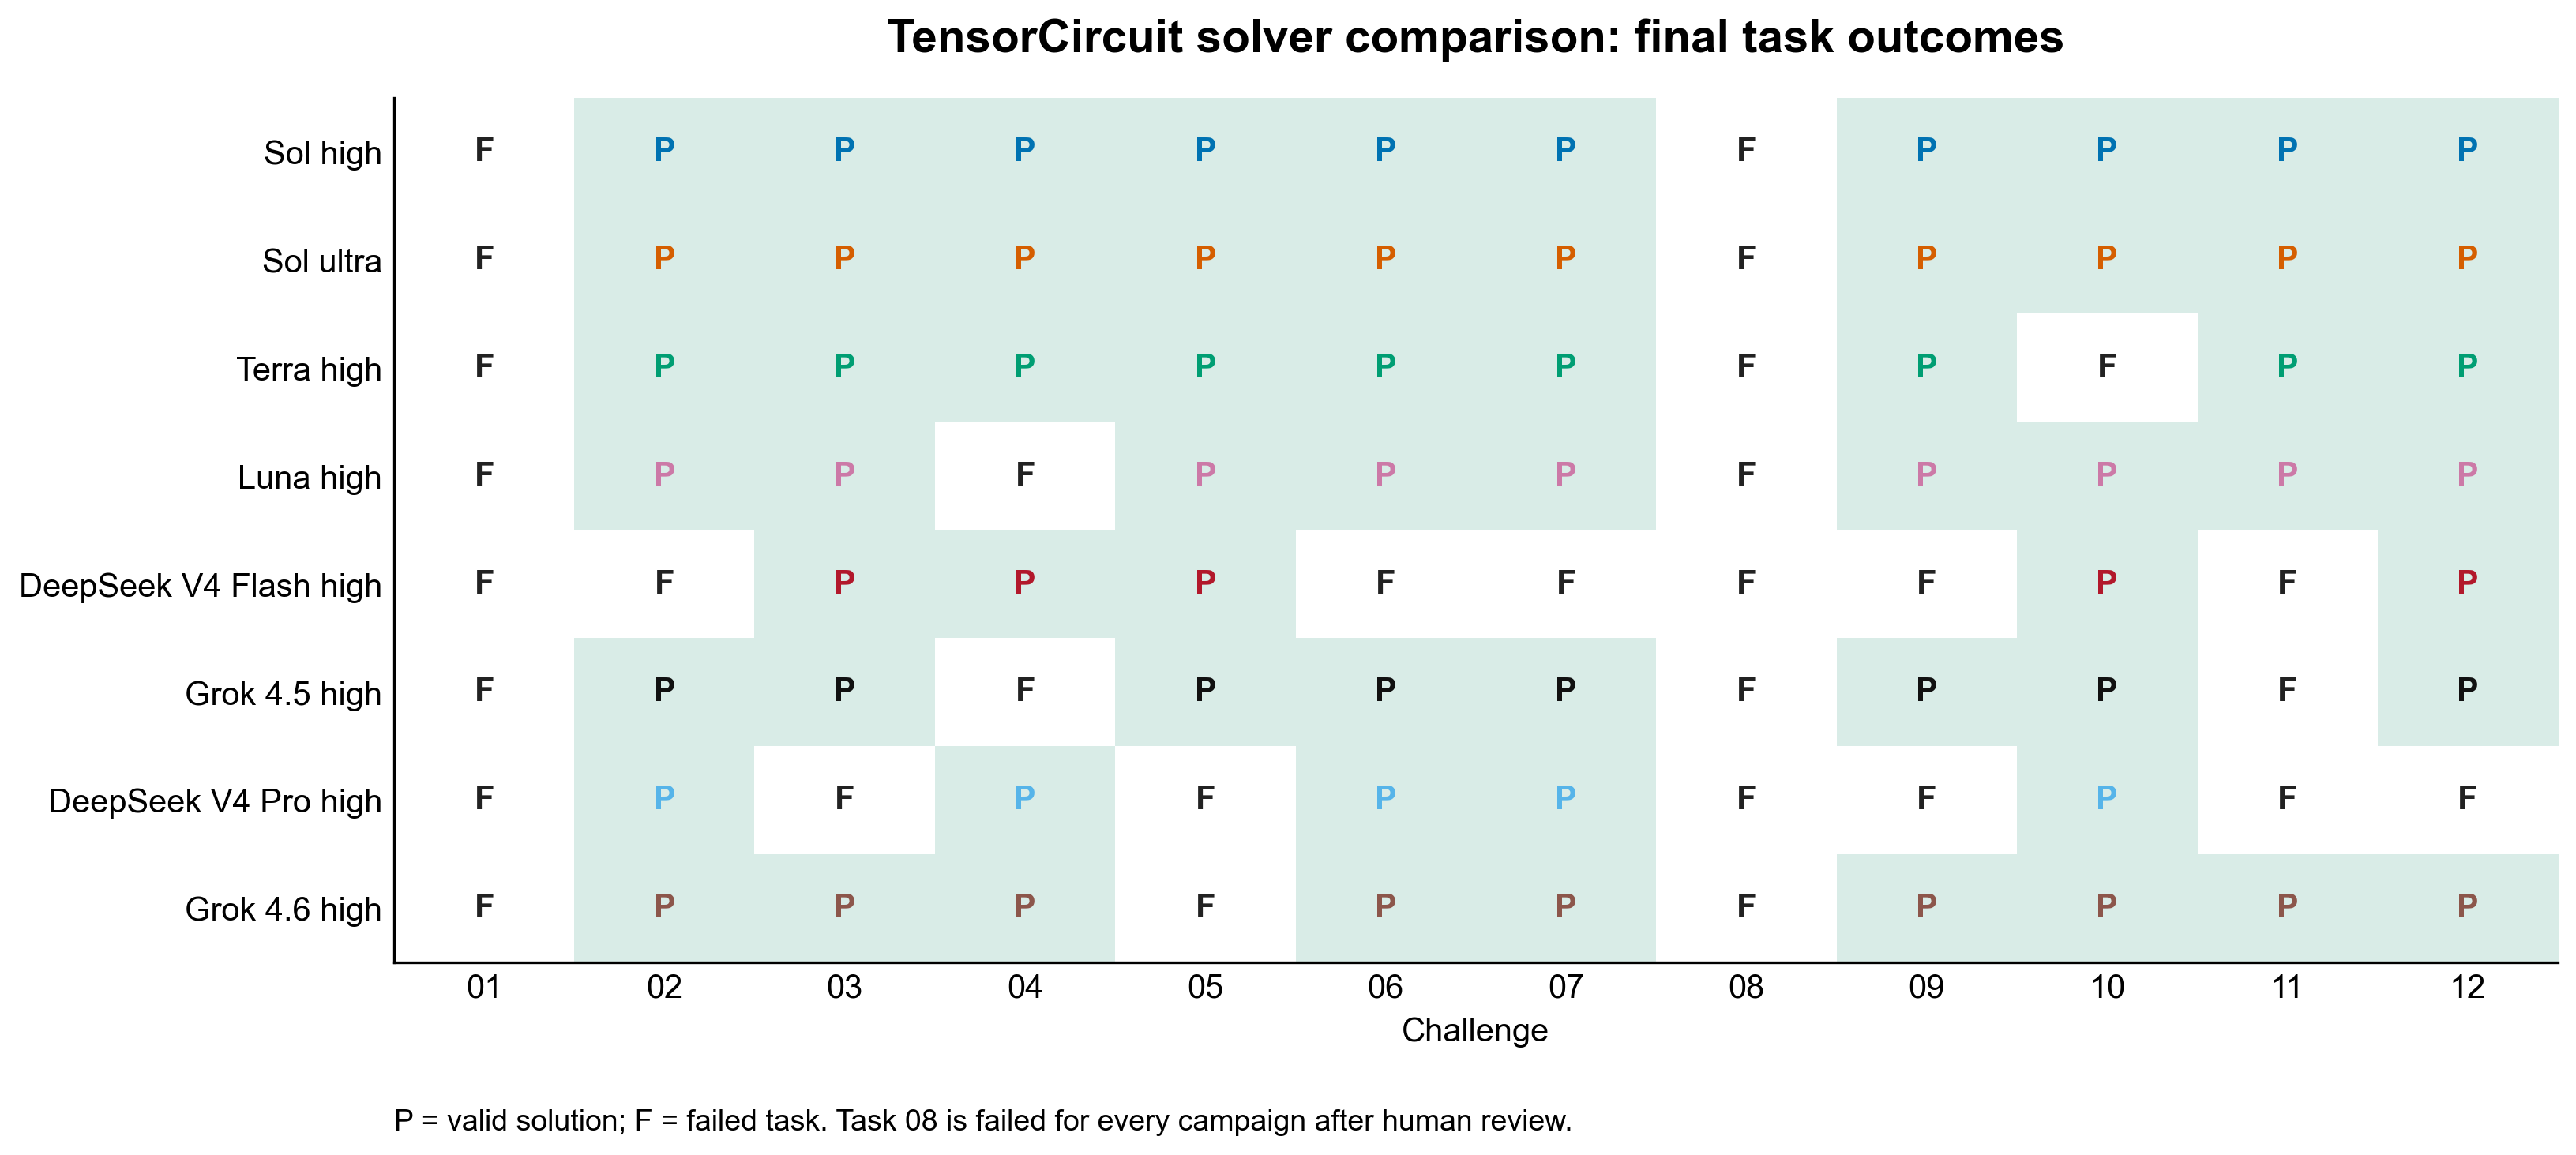 TensorCircuit solver comparison: final task outcomes
Sol high F P P P P P P F P P P P
Sol ultra F P P P P P P F P P P P
Terra high F P P P P P P F P F P P
Luna high F P P F P P P F P P P P
DeepSeek V4 Flash high F F P P P F F F F P F P
Grok 4.5 high F P P F P P P F P P F P
DeepSeek V4 Pro high F P F P F P P F F P F F
Grok 4.6 high F P P P F P P F P P P P
01 02 03 04 05 06 07 08 09 10 11 12
Challenge
P = valid solution; F = failed task. Task 08 is failed for every campaign after human review.